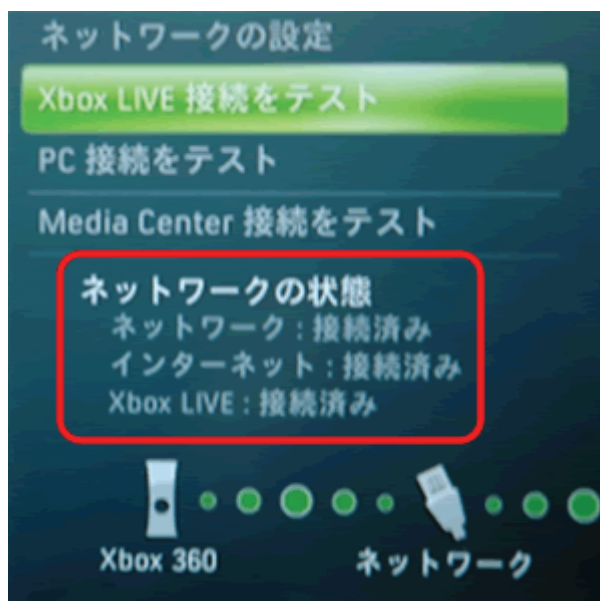 ネットワークの設定
Xbox LIVE 接続をテスト
PC 接続をテスト
Media Center 接続をテスト
ネットワークの状態
ネットワーク : 接続済み
インターネット : 接続済み
Xbox LIVE : 接続済み
Xbox 360
ネットワーク